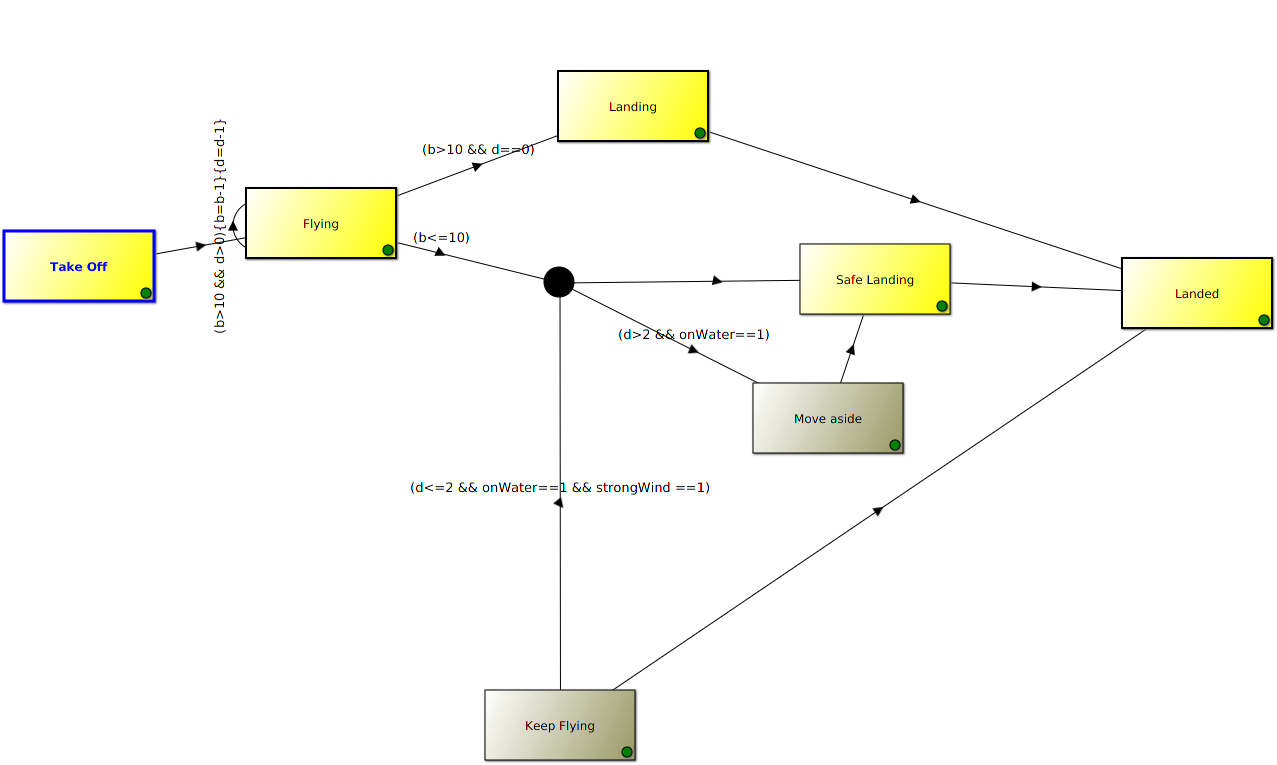 Landing
(b>10 && d==0)
(b>10 && d>0){b=b-1}{d=d-1}
Flying
(b<=10)
Take Off
Safe Landing
Landed
(d>2 && onWater==1)
Move aside
(d<=2 && onWater==1 && strongWind ==1)
Keep Flying